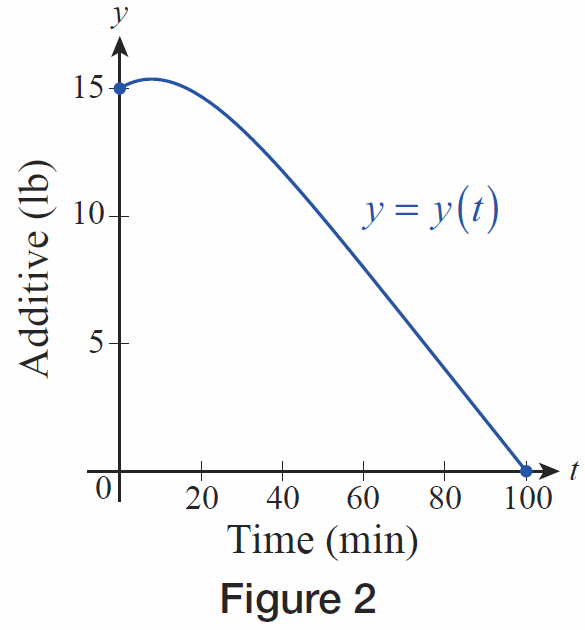 y
15
10
5
Additive (lb)
y = y(t)
0
20 40 60 80 100
t
Time (min)
Figure 2